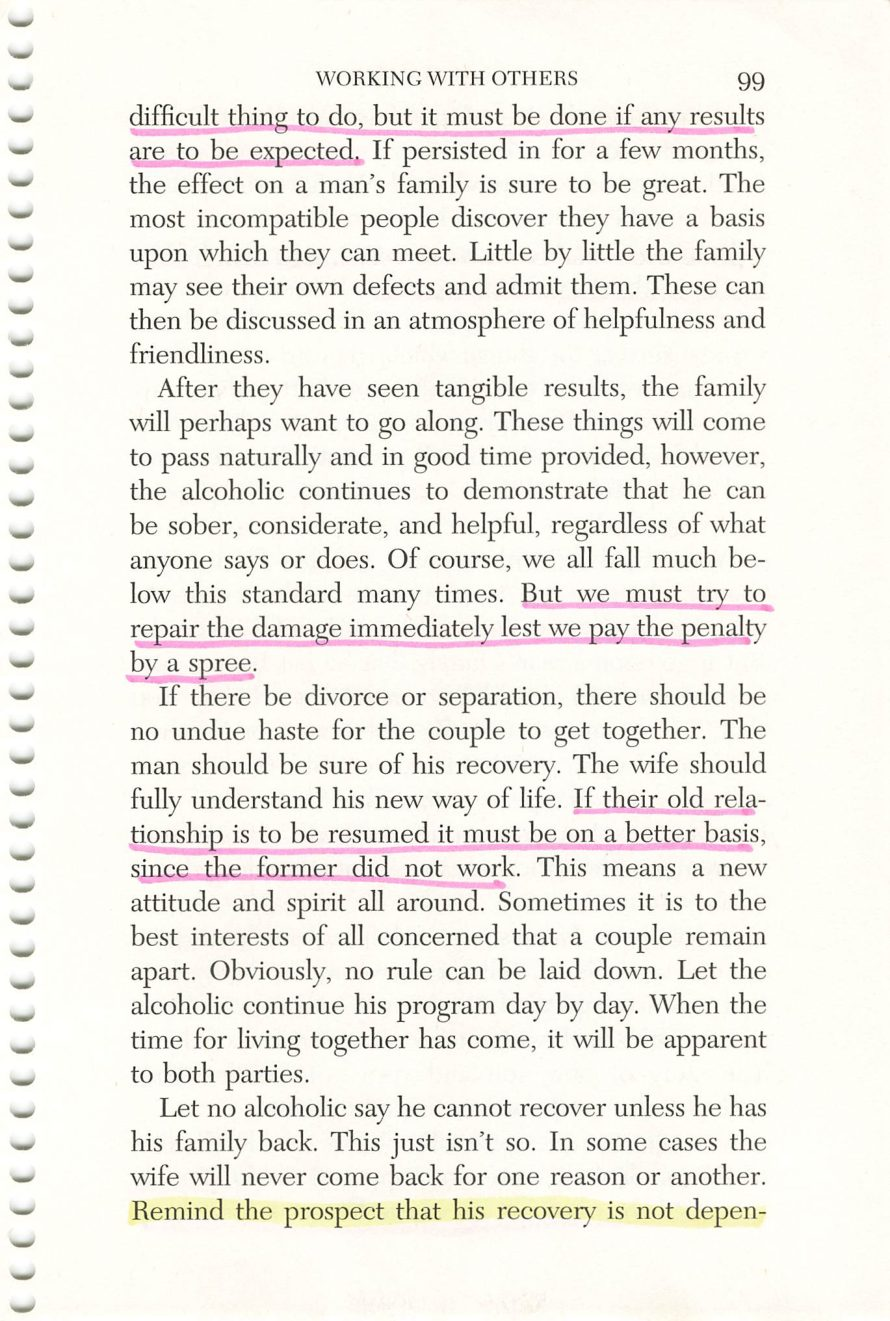 WORKING WITH OTHERS 99
difficult thing to do, but it must be done if any results
are to be expected. If persisted in for a few months,
the effect on a man's family is sure to be great. The
most incompatible people discover they have a basis
upon which they can meet. Little by little the family
may see their own defects and admit them. These can
then be discussed in an atmosphere of helpfulness and
friendliness.
After they have seen tangible results, the family
will perhaps want to go along. These things will come
to pass naturally and in good time provided, however,
the alcoholic continues to demonstrate that he can
be sober, considerate, and helpful, regardless of what
anyone says or does. Of course, we all fall much be-
low this standard many times. But we must try to
repair the damage immediately lest we pay the penalty
by a spree.
If there be divorce or separation, there should be
no undue haste for the couple to get together. The
man should be sure of his recovery. The wife should
fully understand his new way of life. If their old rela-
tionship is to be resumed it must be on a better basis,
since the former did not work. This means a new
attitude and spirit all around. Sometimes it is to the
best interests of all concerned that a couple remain
apart. Obviously, no rule can be laid down. Let the
alcoholic continue his program day by day. When the
time for living together has come, it will be apparent
to both parties.
Let no alcoholic say he cannot recover unless he has
his family back. This just isn't so. In some cases the
wife will never come back for one reason or another.
Remind the prospect that his recovery is not depen-